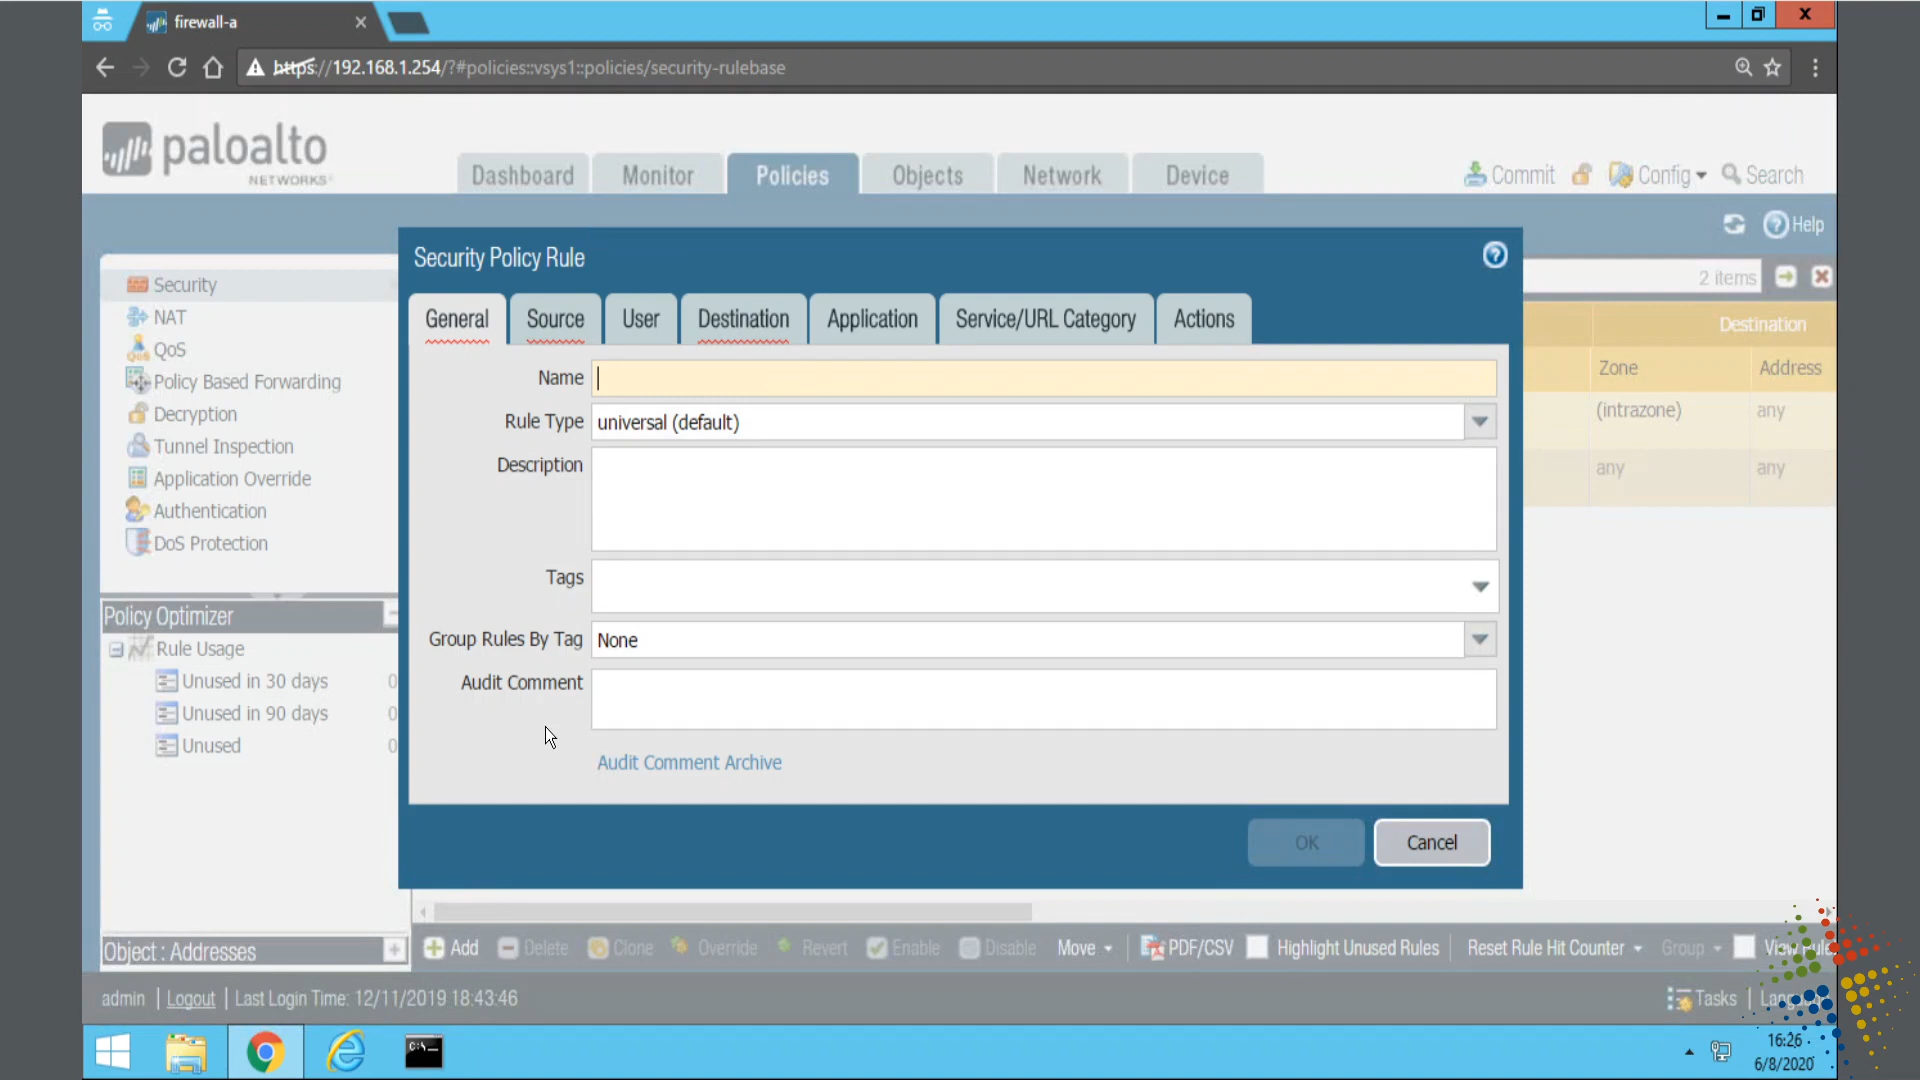 firewall-a
https://192.168.1.254/?#policies::vsys1::policies/security-rulebase
paloalto
NETWORKS
Dashboard Monitor Policies Objects Network Device
Commit Config Search
Help
2 items
Security
NAT
QoS
Policy Based Forwarding
Decryption
Tunnel Inspection
Application Override
Authentication
DoS Protection
Policy Optimizer
Rule Usage
Unused in 30 days 0
Unused in 90 days 0
Unused 0
Object : Addresses
Security Policy Rule
General Source User Destination Application Service/URL Category Actions
Name
Rule Type universal (default)
Description
Tags
Group Rules By Tag None
Audit Comment
Audit Comment Archive
OK Cancel
Destination
Zone Address
(intrazone) any
any any
Add Delete Clone Override Revert Enable Disable Move PDF/CSV Highlight Unused Rules Reset Rule Hit Counter Group View
admin | Logout | Last Login Time: 12/11/2019 18:43:46
Tasks |
C:\
16:26
6/8/2020